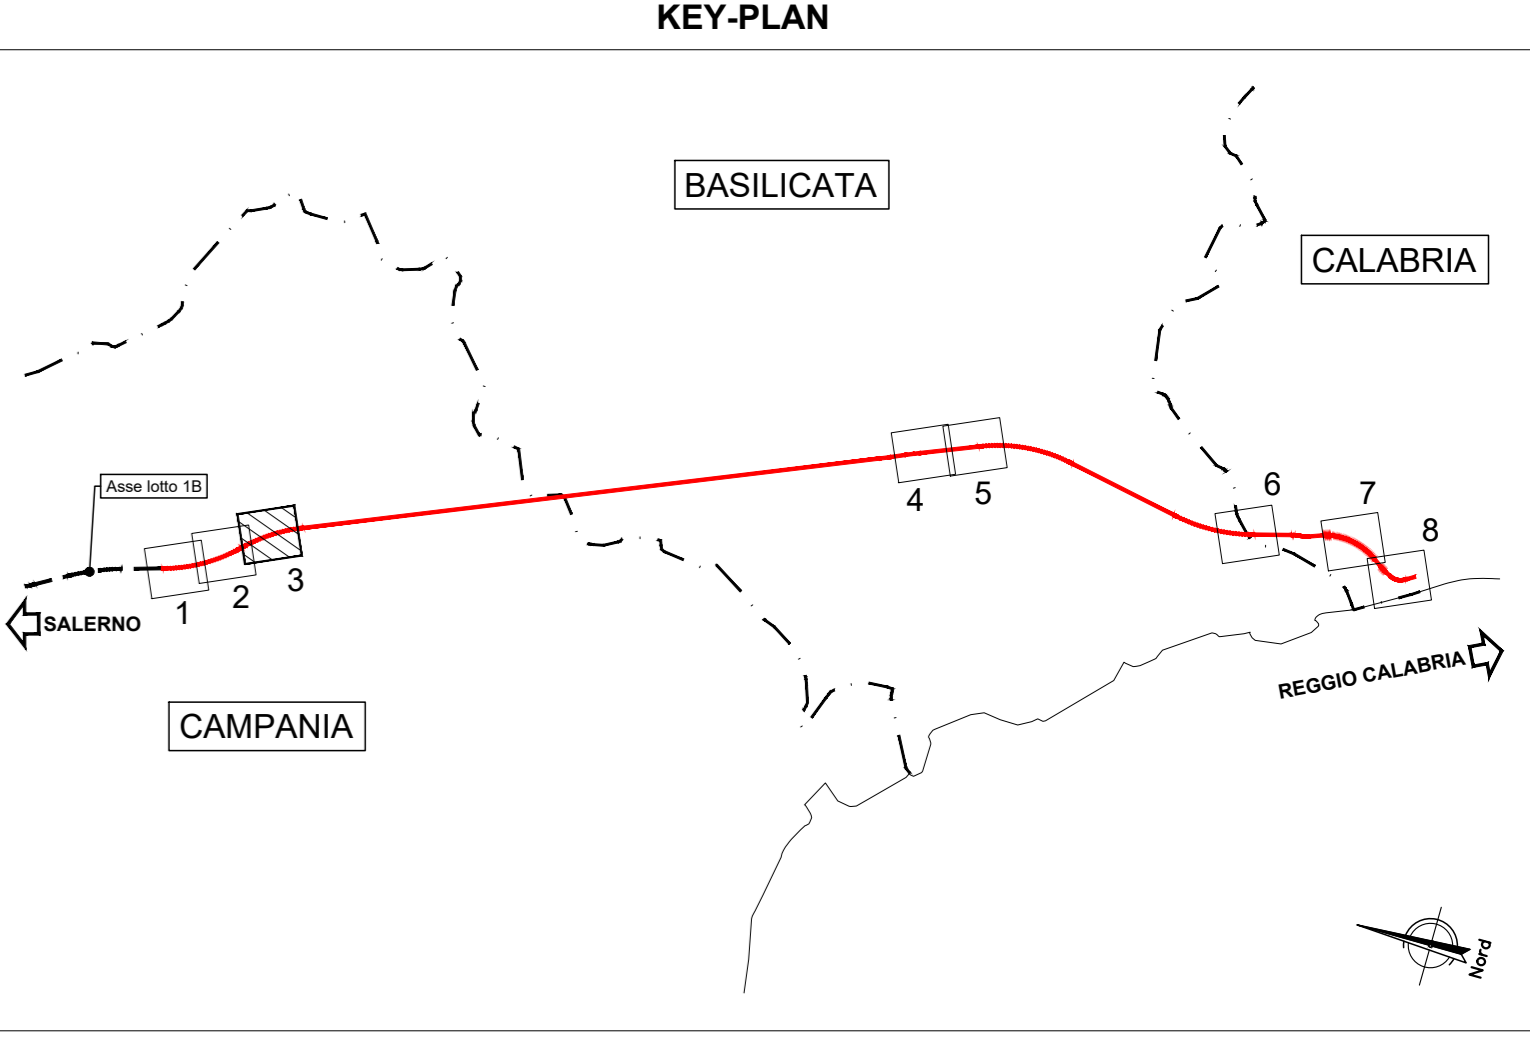 KEY-PLAN
BASILICATA
CALABRIA
Asse lotto 1B
4
5
6
7
8
1
2
3
SALERNO
REGGIO CALABRIA
CAMPANIA
Nord